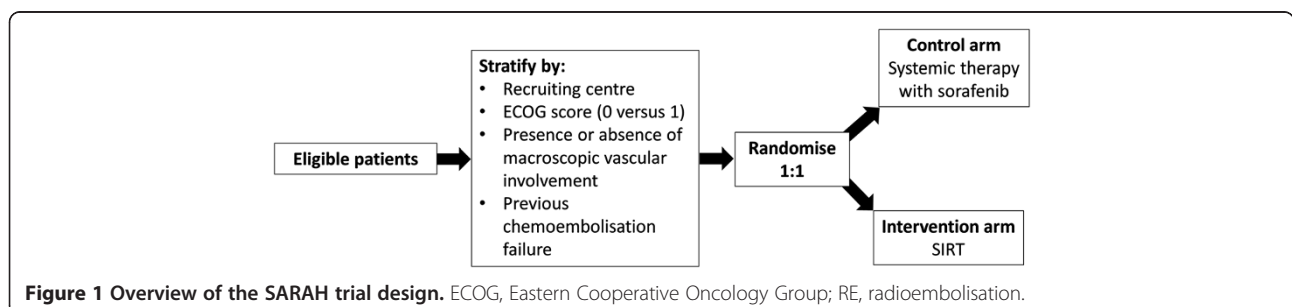 Eligible patients
Stratify by:
• Recruiting centre
• ECOG score (0 versus 1)
• Presence or absence of
macroscopic vascular
involvement
• Previous
chemoembolisation
failure
Randomise
1:1
Control arm
Systemic therapy
with sorafenib
Intervention arm
SIRT
Figure 1 Overview of the SARAH trial design. ECOG, Eastern Cooperative Oncology Group; RE, radioembolisation.